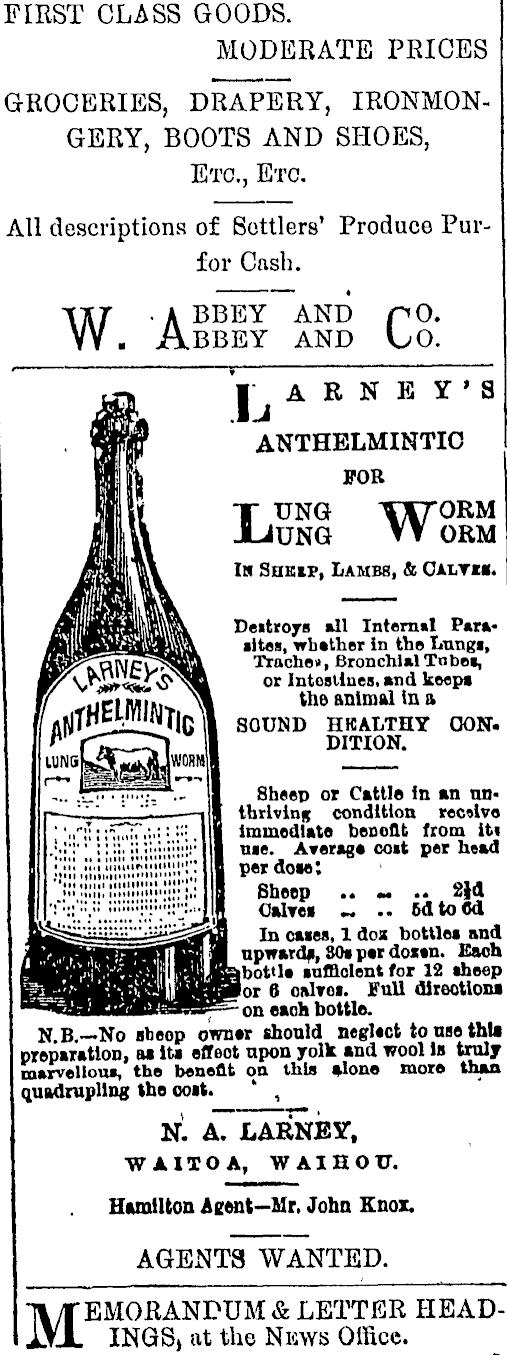 FIRST CLASS GOODS.
MODERATE PRICES
GROCERIES, DRAPERY, IRONMON-
GERY, BOOTS AND SHOES,
ETC., ETC.
All descriptions of Settlers' Produce Pur-
for Cash.
W. ABBEY AND CO.
W. ABBEY AND CO.
LARNEY'S
ANTHELMINTIC
FOR
LUNG WORM
LUNG WORM
IN SHEEP, LAMBS, & CALVES.
Destroys all Internal Para-
sites, whether in the Lungs,
Trachea, Bronchial Tubes,
or Intestines, and keeps
the animal in a
SOUND HEALTHY CON-
DITION.
LARNEY'S
ANTHELMINTIC
LUNG WORM
Sheep or Cattle in an un-
thriving condition receive
immediate benefit from its
use. Average cost per head
per dose:
Sheep .. .. .. 2½d
Calves .. .. 5d to 6d
In cases, 1 doz bottles and
upwards, 30s per dozen. Each
bottle sufficient for 12 sheep
or 6 calves. Full directions
on each bottle.
N.B.—No sheep owner should neglect to use this
preparation, as its effect upon yolk and wool is truly
marvellous, the benefit on this alone more than
quadrupling the cost.
N. A. LARNEY,
WAITOA, WAIHOU.
Hamilton Agent—Mr. John Knox.
AGENTS WANTED.
MEMORANDUM & LETTER HEAD-
INGS, at the NEWS Office.